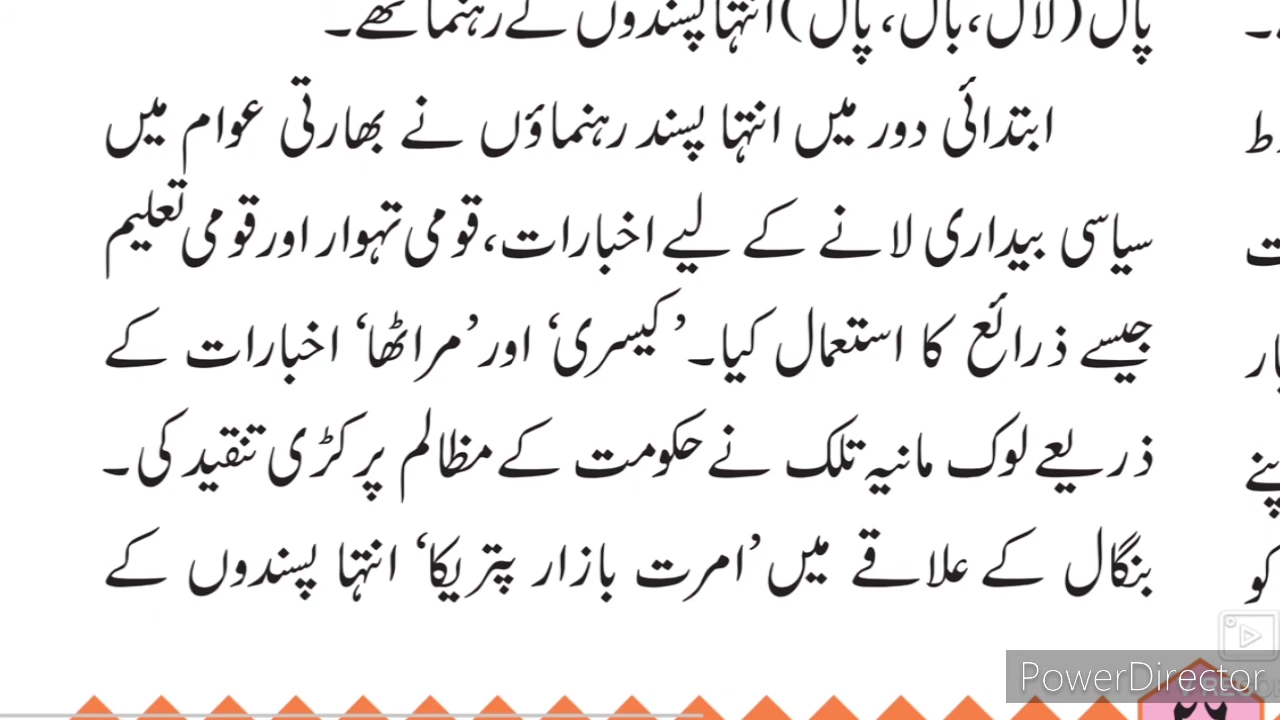 پال (لال، بال، پال) انتہا پسندوں کے رہنما تھے۔
ابتدائی دور میں انتہا پسند رہنماؤں نے بھارتی عوام میں
سیاسی بیداری لانے کے لیے اخبارات، قومی تہوار اور قومی تعلیم
جیسے ذرائع کا استعمال کیا۔ ’کیسری‘ اور ’مراٹھا‘ اخبارات کے
ذریعے لوک مانیہ تلک نے حکومت کے مظالم پر کڑی تنقید کی۔
بنگال کے علاقے میں ’امرت بازار پتریکا‘ انتہا پسندوں کے
PowerDirector